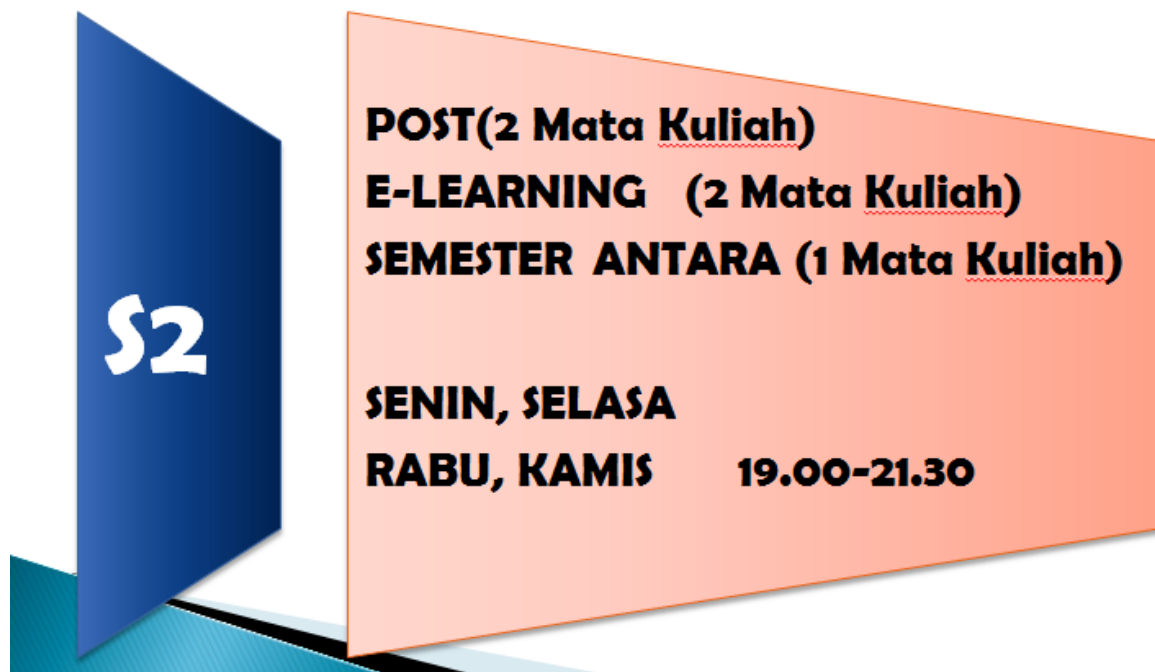 S2
POST(2 Mata Kuliah)
E-LEARNING (2 Mata Kuliah)
SEMESTER ANTARA (1 Mata Kuliah)
SENIN, SELASA
RABU, KAMIS 19.00-21.30